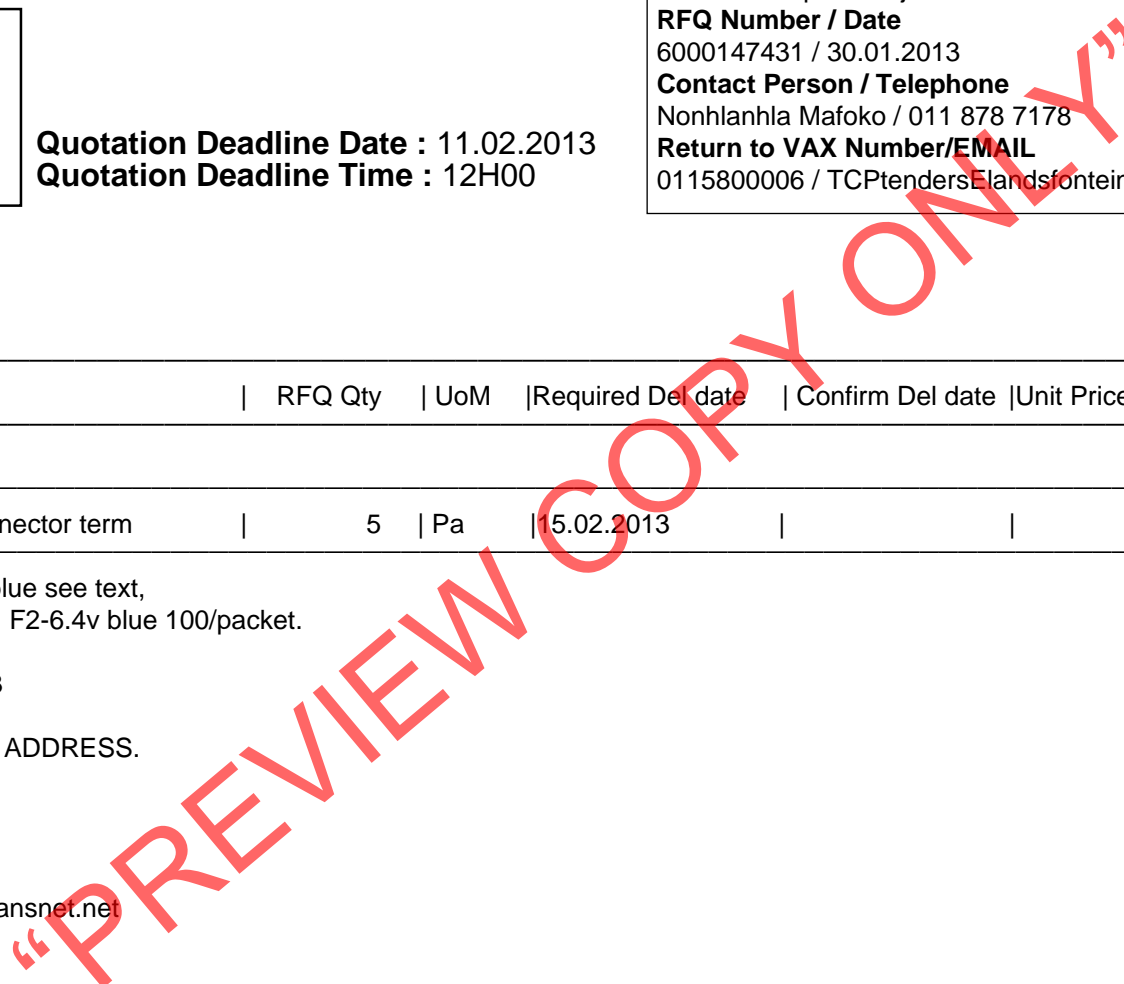 RFQ Number / Date
6000147431 / 30.01.2013
Contact Person / Telephone
Nonhlanhla Mafoko / 011 878 7178
Return to VAX Number/EMAIL
0115800006 / TCPtendersElandsfontein
Quotation Deadline Date : 11.02.2013
Quotation Deadline Time : 12H00
| RFQ Qty | UoM |Required Del date | Confirm Del date |Unit Price
nector term | 5 | Pa |15.02.2013 | |
lue see text,
F2-6.4v blue 100/packet.
ADDRESS.
ansnet.net
“PREVIEW COPY ONLY”